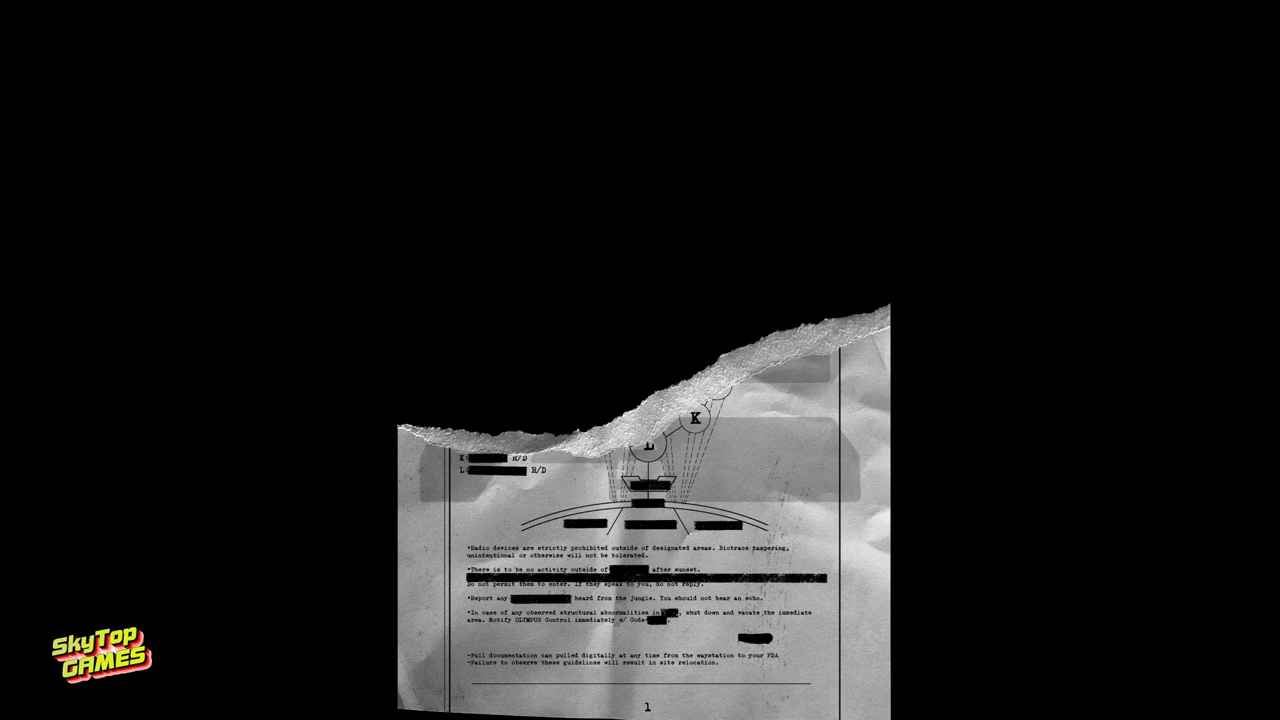 K
L
K: R/D
L: R/D
•Radio devices are strictly prohibited outside of designated areas. Biotrace tampering,
unintentional or otherwise will not be tolerated.
•There is to be no activity outside of after sunset.
Do not permit them to enter. If they speak to you, do not reply.
•Report any heard from the jungle. You should not hear an echo.
•In case of any observed structural abnormalities in , shut down and vacate the immediate
area. Notify OLYMPUS Control immediately w/ Code .
-Full documentation can pulled digitally at any time from the waystation to your PDA
-Failure to observe these guidelines will result in site relocation.
1
SkyTop
GAMES